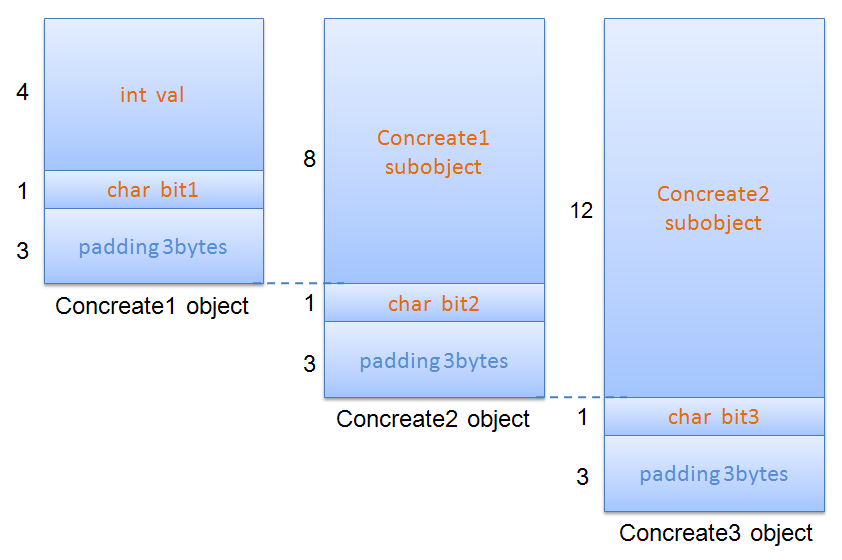 4
int val
1
char bit1
3
padding 3bytes
Concreate1 object
8
Concreate1
subobject
1
char bit2
3
padding 3bytes
Concreate2 object
12
Concreate2
subobject
1
char bit3
3
padding 3bytes
Concreate3 object